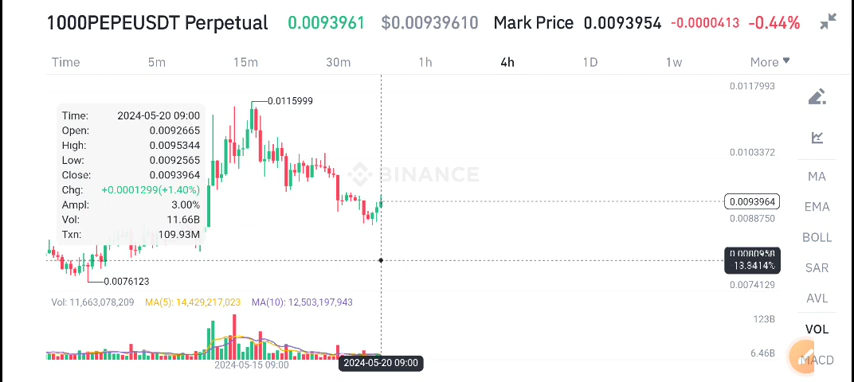 1000PEPEUSDT Perpetual 0.0093961 $0.00939610 Mark Price 0.0093954 -0.0000413 -0.44%
Time 5m 15m 30m 1h 4h 1D 1w More
0.0117993
0.0115999
Time: 2024-05-20 09:00
Open: 0.0092665
High: 0.0095344
Low: 0.0092565
Close: 0.0093964
Chg: +0.0001299(+1.40%)
Ampl: 3.00%
Vol: 11.66B
Txn: 109.93M
0.0103372
BINANCE
0.0093964
0.0088750
0.0080958
13.8414%
0.0076123
0.0074129
Vol: 11,663,078,209 MA(5): 14,429,217,023 MA(10): 12,503,197,943
123B
6.46B
2024-05-15 09:00 2024-05-20 09:00
MA
EMA
BOLL
SAR
AVL
VOL
MACD